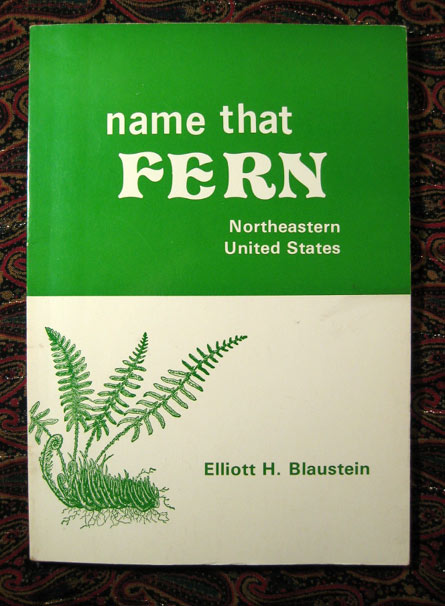 name that
FERN
Northeastern
United States
Elliott H. Blaustein